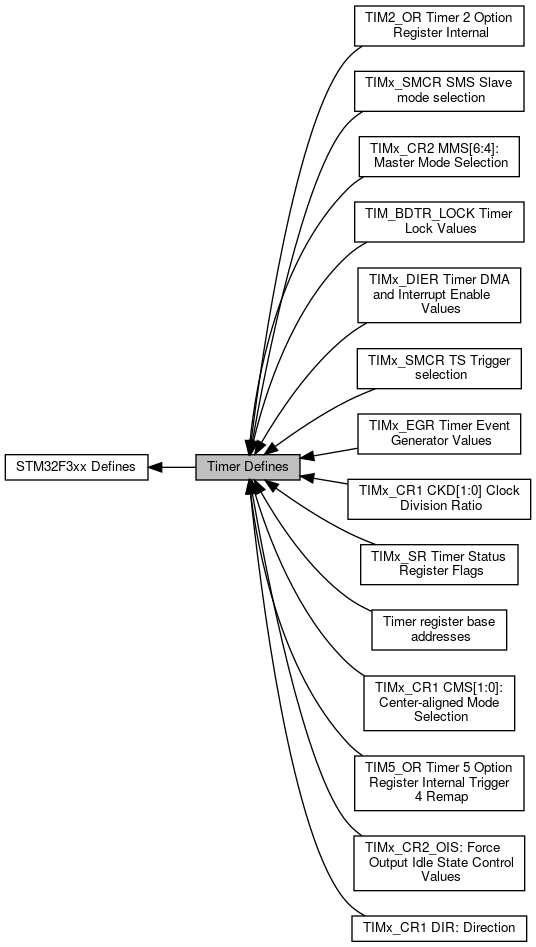 TIM2_OR Timer 2 Option
Register Internal
TIMx_SMCR SMS Slave
mode selection
TIMx_CR2 MMS[6:4]:
Master Mode Selection
TIM_BDTR_LOCK Timer
Lock Values
TIMx_DIER Timer DMA
and Interrupt Enable
Values
TIMx_SMCR TS Trigger
selection
TIMx_EGR Timer Event
Generator Values
STM32F3xx Defines
Timer Defines
TIMx_CR1 CKD[1:0] Clock
Division Ratio
TIMx_SR Timer Status
Register Flags
Timer register base
addresses
TIMx_CR1 CMS[1:0]:
Center-aligned Mode
Selection
TIM5_OR Timer 5 Option
Register Internal Trigger
4 Remap
TIMx_CR2_OIS: Force
Output Idle State Control
Values
TIMx_CR1 DIR: Direction